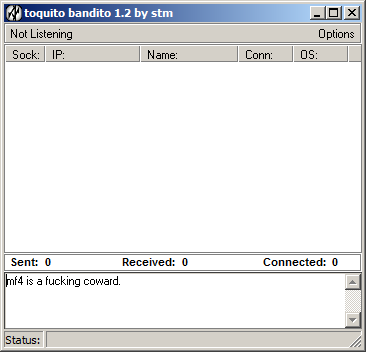 toquito bandito 1.2 by stm
Not Listening Options
Sock: IP: Name: Conn: OS:
Sent: 0 Received: 0 Connected: 0
mf4 is a fucking coward.
Status: